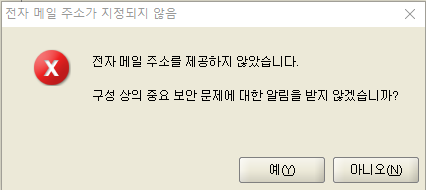 전자 메일 주소가 지정되지 않음
전자 메일 주소를 제공하지 않았습니다.
구성 상의 중요 보안 문제에 대한 알림을 받지 않겠습니까?
예(Y) 아니오(N)